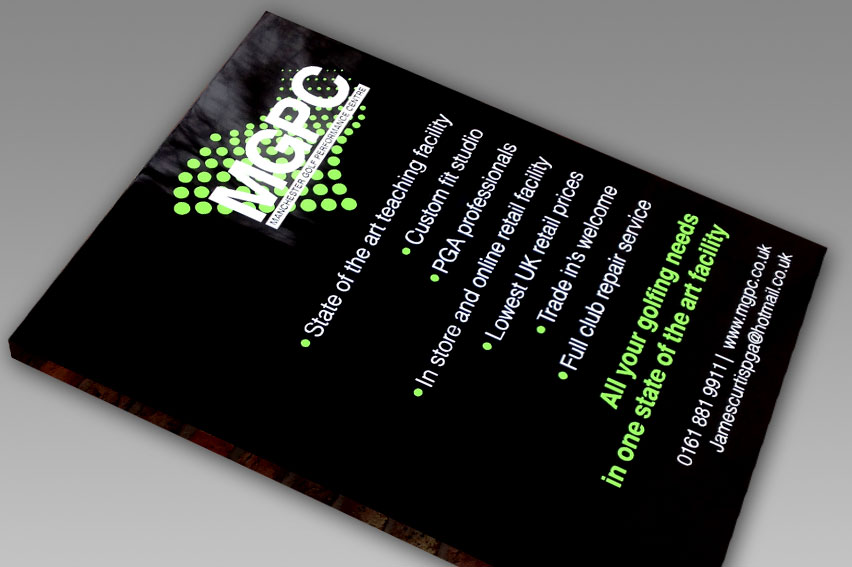 MGPC
MANCHESTER GOLF PERFORMANCE CENTRE
• State of the art teaching facility
• Custom fit studio
• PGA professionals
• In store and online retail facility
• Lowest UK retail prices
• Trade in's welcome
• Full club repair service
All your golfing needs
in one state of the art facility
0161 881 9911 | www.mgpc.co.uk
Jamescurtispga@hotmail.co.uk